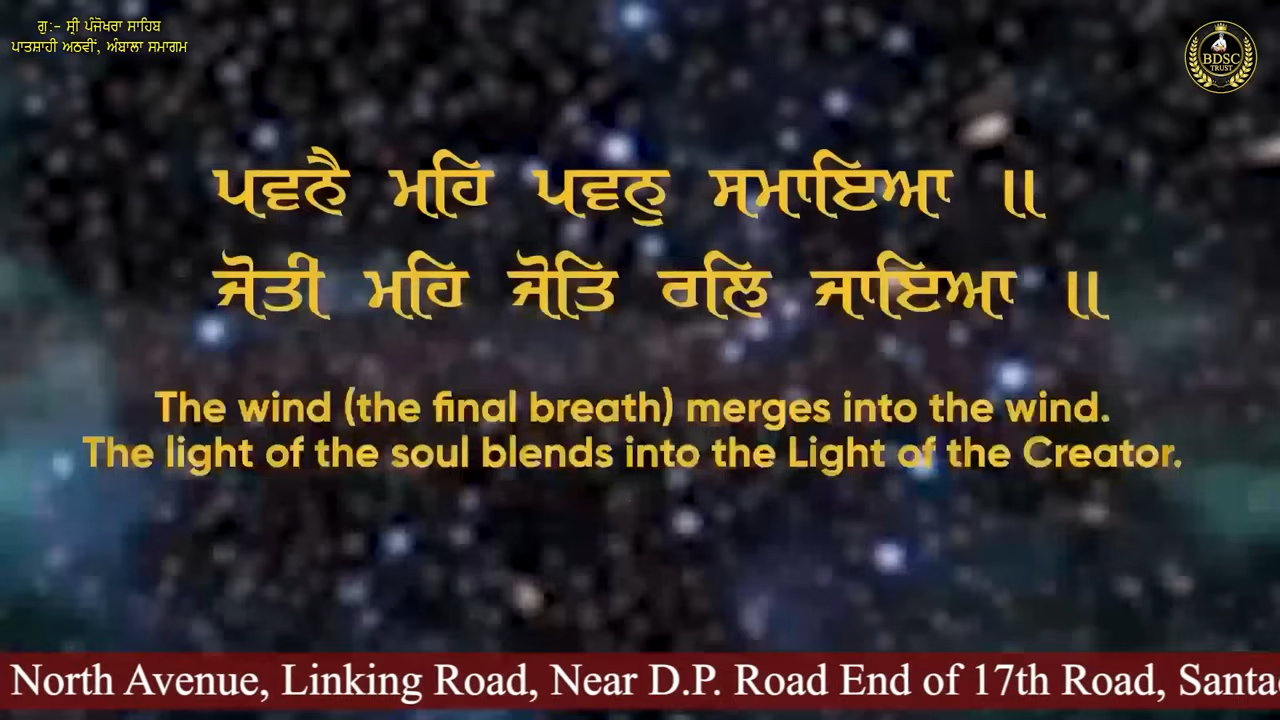 ਗੁ:- ਸ੍ਰੀ ਪੰਜੋਖਰਾ ਸਾਹਿਬ
ਪਾਤਸ਼ਾਹੀ ਅਠਵੀਂ, ਅੰਬਾਲਾ ਸਮਾਗਮ
BDSC
TRUST
ਪਵਨੈ ਮਹਿ ਪਵਨੁ ਸਮਾਇਆ ॥
ਜੋਤੀ ਮਹਿ ਜੋਤਿ ਰਲਿ ਜਾਇਆ ॥
The wind (the final breath) merges into the wind.
The light of the soul blends into the Light of the Creator.
North Avenue, Linking Road, Near D.P. Road End of 17th Road,